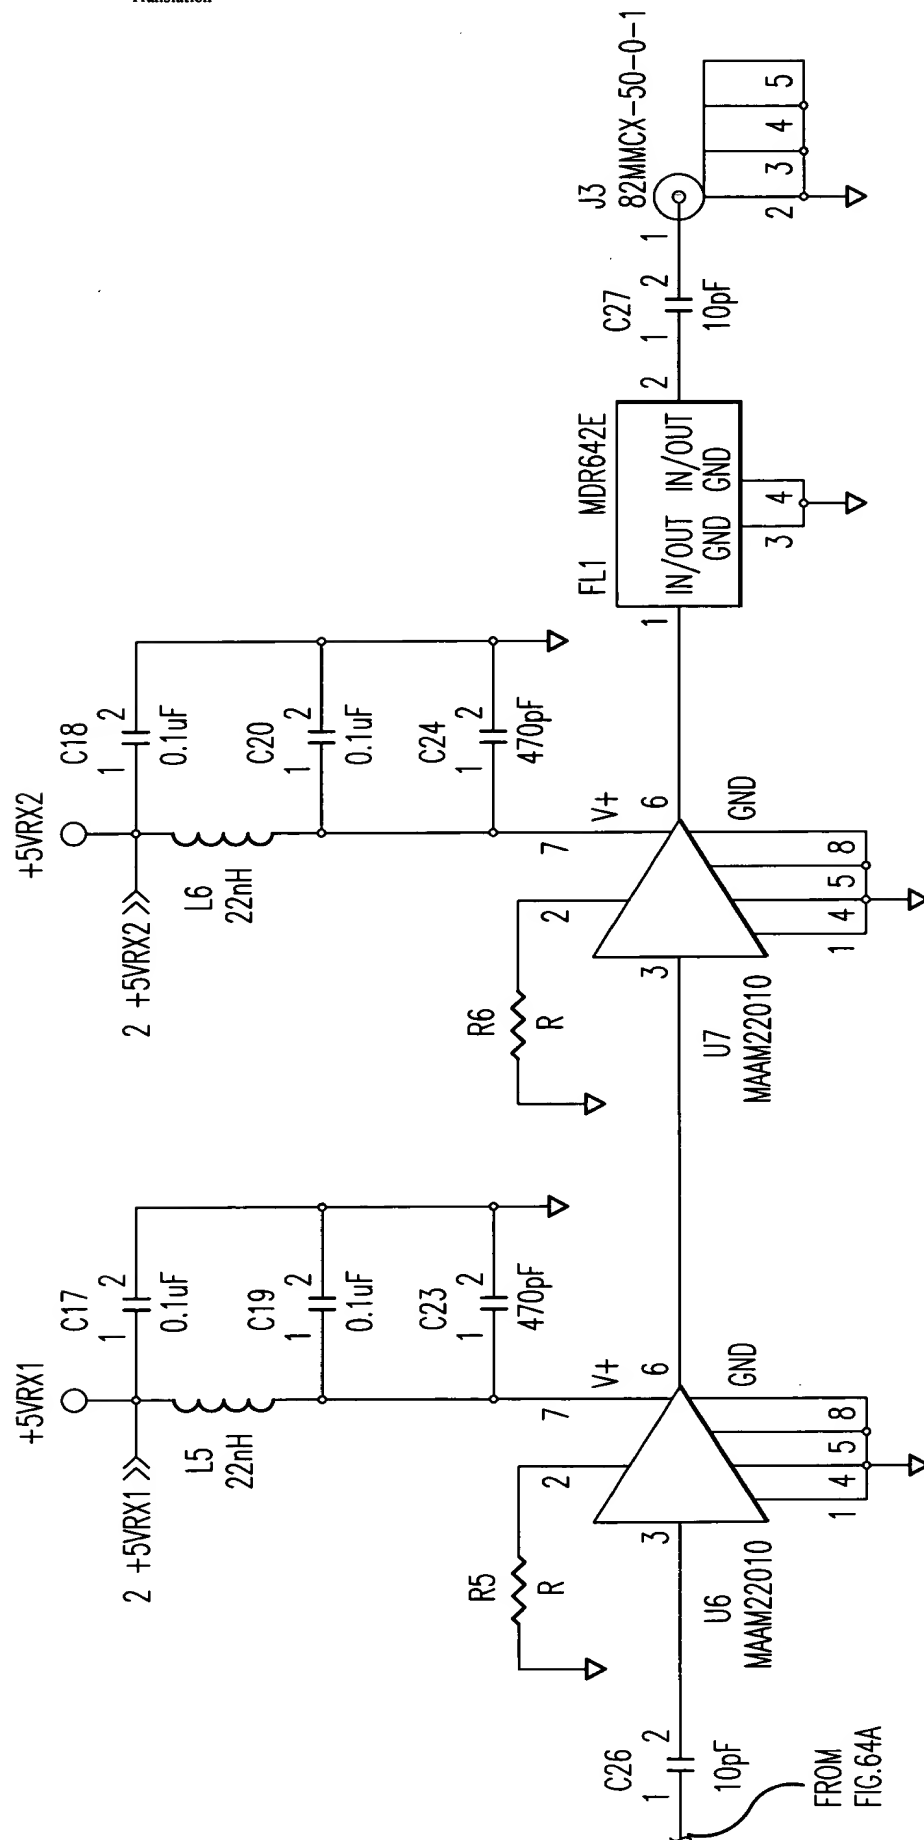 Translation
+5VRX1
2 +5VRX1
C17
1 2
0.1uF
L5
22nH
C19
1 2
0.1uF
C23
1 2
470pF
V+
7
6
R5
R
2
3
U6
MAAM22010
GND
1 4 5 8
C26
1 2
10pF
FROM
FIG.64A
+5VRX2
2 +5VRX2
C18
1 2
0.1uF
L6
22nH
C20
1 2
0.1uF
C24
1 2
470pF
V+
7
6
R6
R
2
3
U7
MAAM22010
GND
1 4 5 8
FL1 MDR642E
1
IN/OUT IN/OUT
GND GND
2
3 4
C27
1 2
10pF
J3
82MMCX-50-0-1
1
2 3 4 5